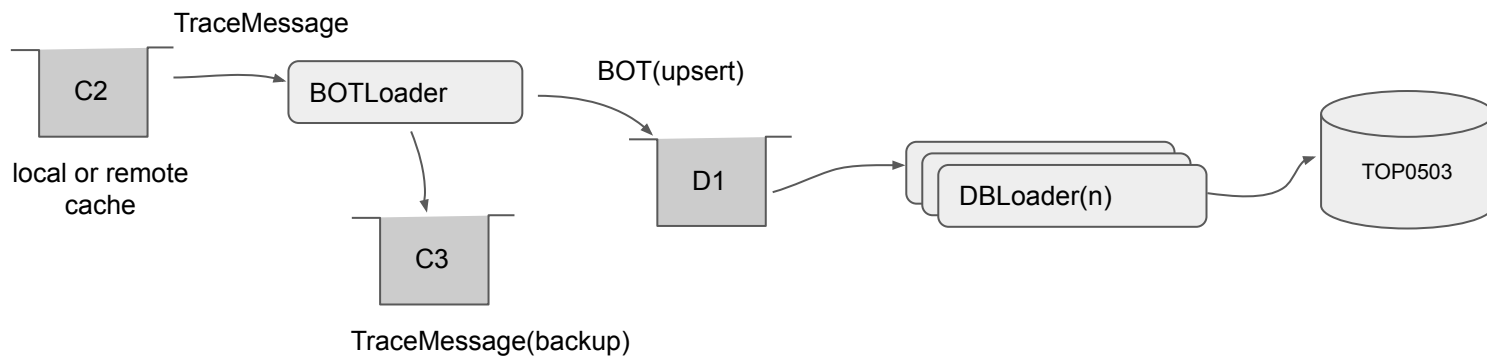 TraceMessage
C2
BOTLoader
BOT(upsert)
local or remote
cache
D1
DBLoader(n)
TOP0503
C3
TraceMessage(backup)